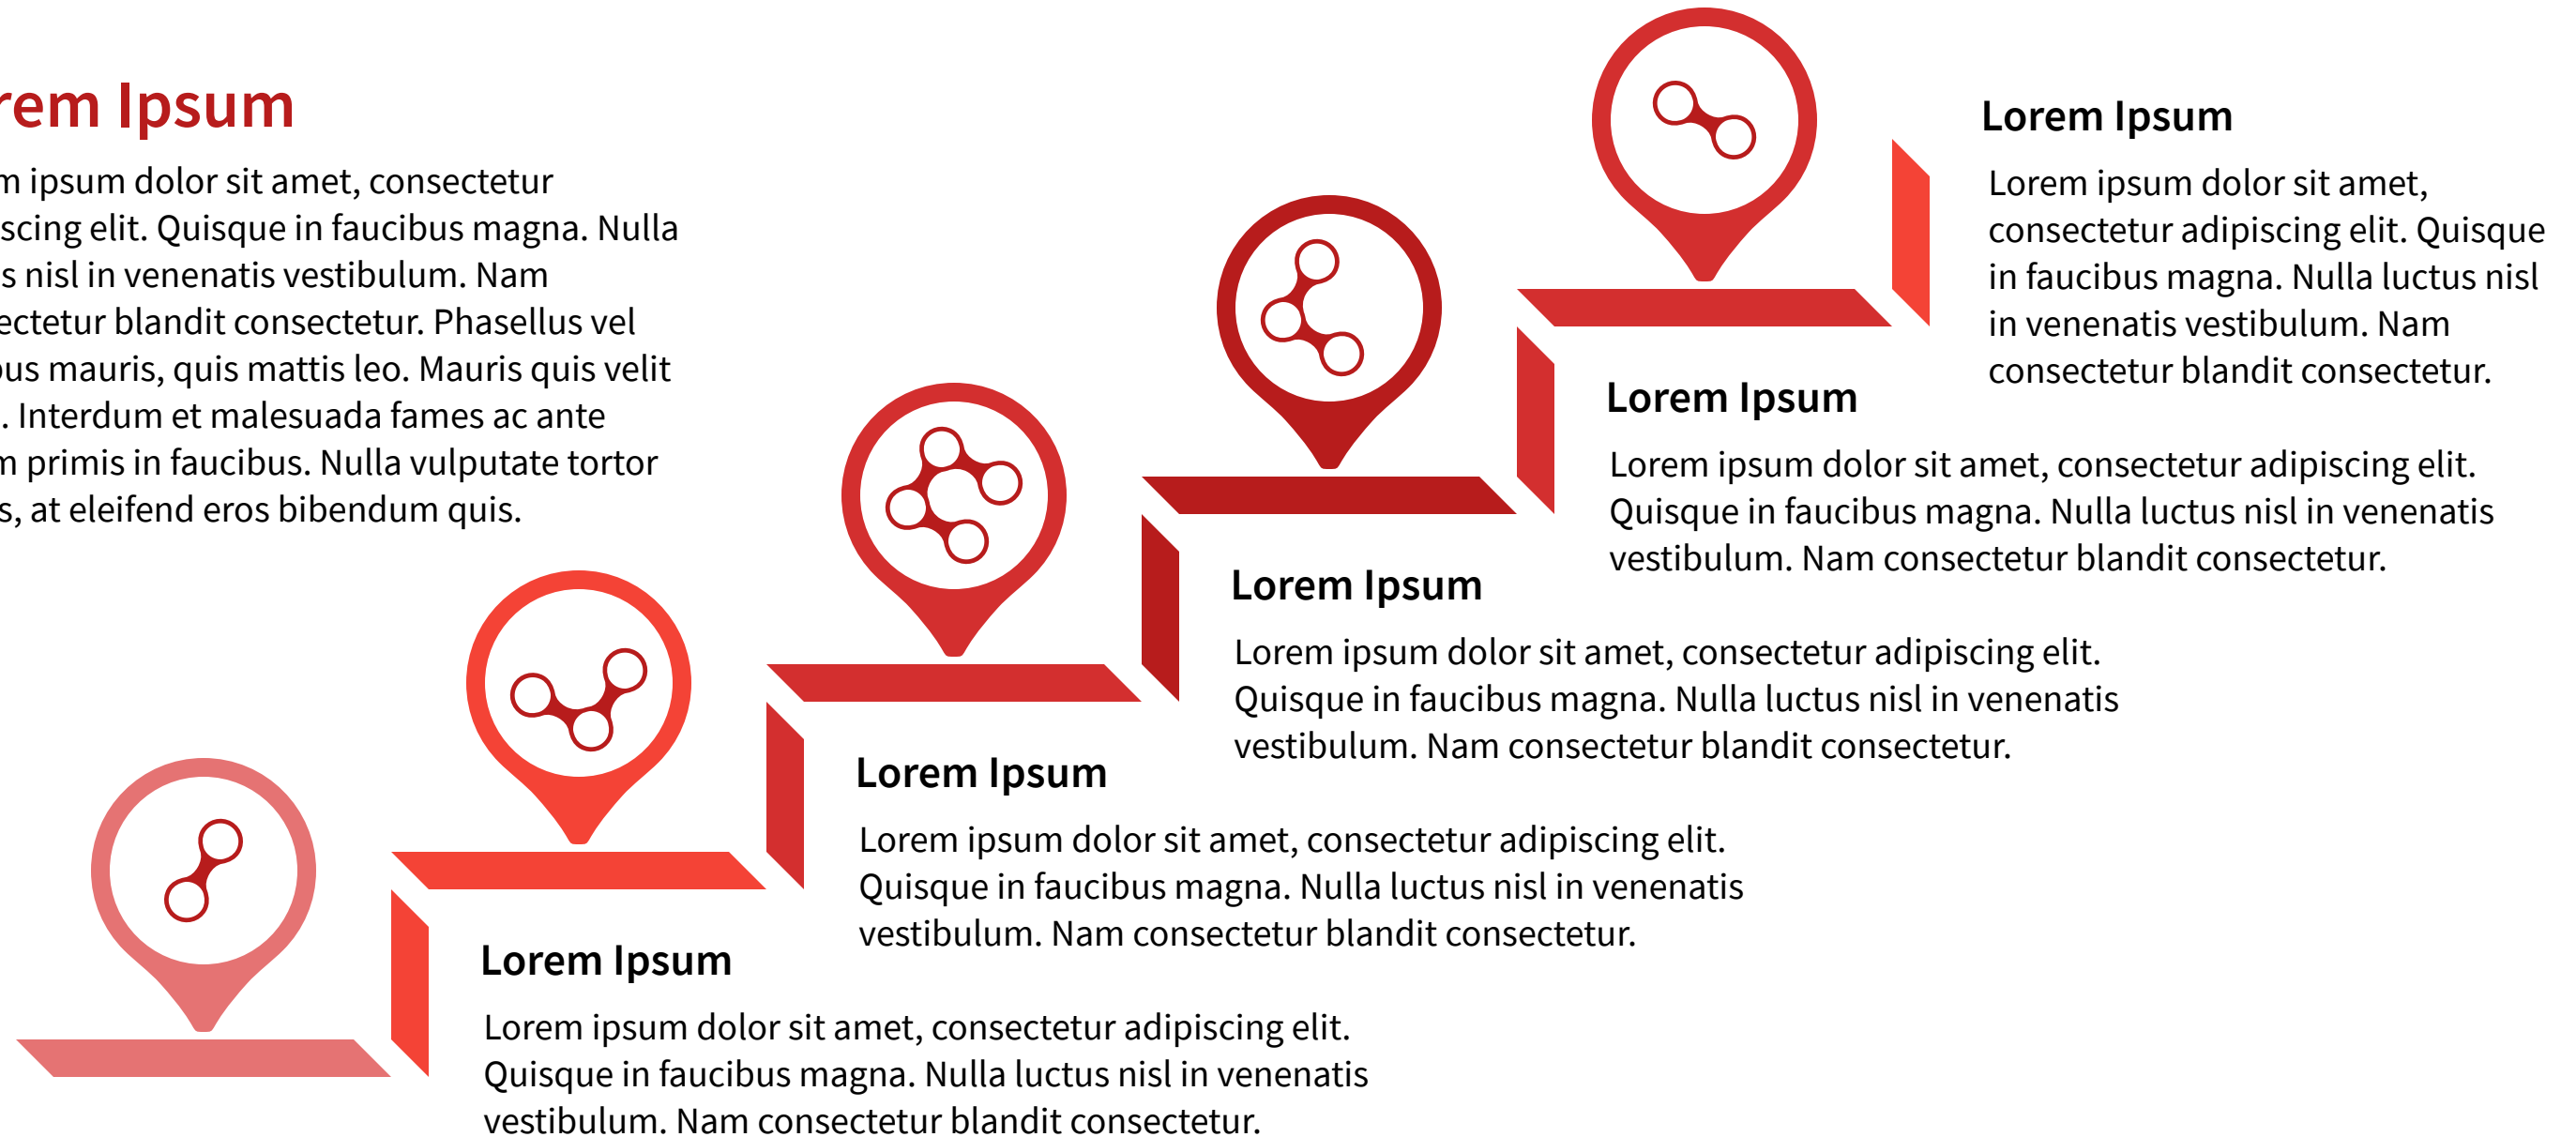 rem Ipsum
m ipsum dolor sit amet, consectetur
scing elit. Quisque in faucibus magna. Nulla
s nisl in venenatis vestibulum. Nam
ectetur blandit consectetur. Phasellus vel
ous mauris, quis mattis leo. Mauris quis velit
. Interdum et malesuada fames ac ante
m primis in faucibus. Nulla vulputate tortor
s, at eleifend eros bibendum quis.
Lorem Ipsum
Lorem ipsum dolor sit amet,
consectetur adipiscing elit. Quisque
in faucibus magna. Nulla luctus nisl
in venenatis vestibulum. Nam
consectetur blandit consectetur.
Lorem Ipsum
Lorem ipsum dolor sit amet, consectetur adipiscing elit.
Quisque in faucibus magna. Nulla luctus nisl in venenatis
vestibulum. Nam consectetur blandit consectetur.
Lorem Ipsum
Lorem ipsum dolor sit amet, consectetur adipiscing elit.
Quisque in faucibus magna. Nulla luctus nisl in venenatis
vestibulum. Nam consectetur blandit consectetur.
Lorem Ipsum
Lorem ipsum dolor sit amet, consectetur adipiscing elit.
Quisque in faucibus magna. Nulla luctus nisl in venenatis
vestibulum. Nam consectetur blandit consectetur.
Lorem Ipsum
Lorem ipsum dolor sit amet, consectetur adipiscing elit.
Quisque in faucibus magna. Nulla luctus nisl in venenatis
vestibulum. Nam consectetur blandit consectetur.